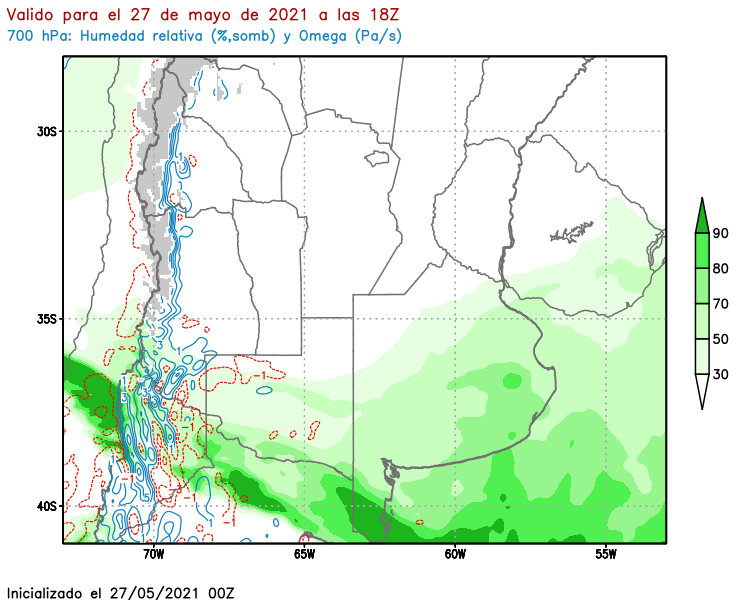 Valido para el 27 de mayo de 2021 a las 18Z
700 hPa: Humedad relativa (%,somb) y Omega (Pa/s)
30S
35S
40S
70W
65W
60W
55W
90
80
70
50
30
1
3
3
1
3
-1
-1
-1
-1
-1
Inicializado el 27/05/2021 00Z